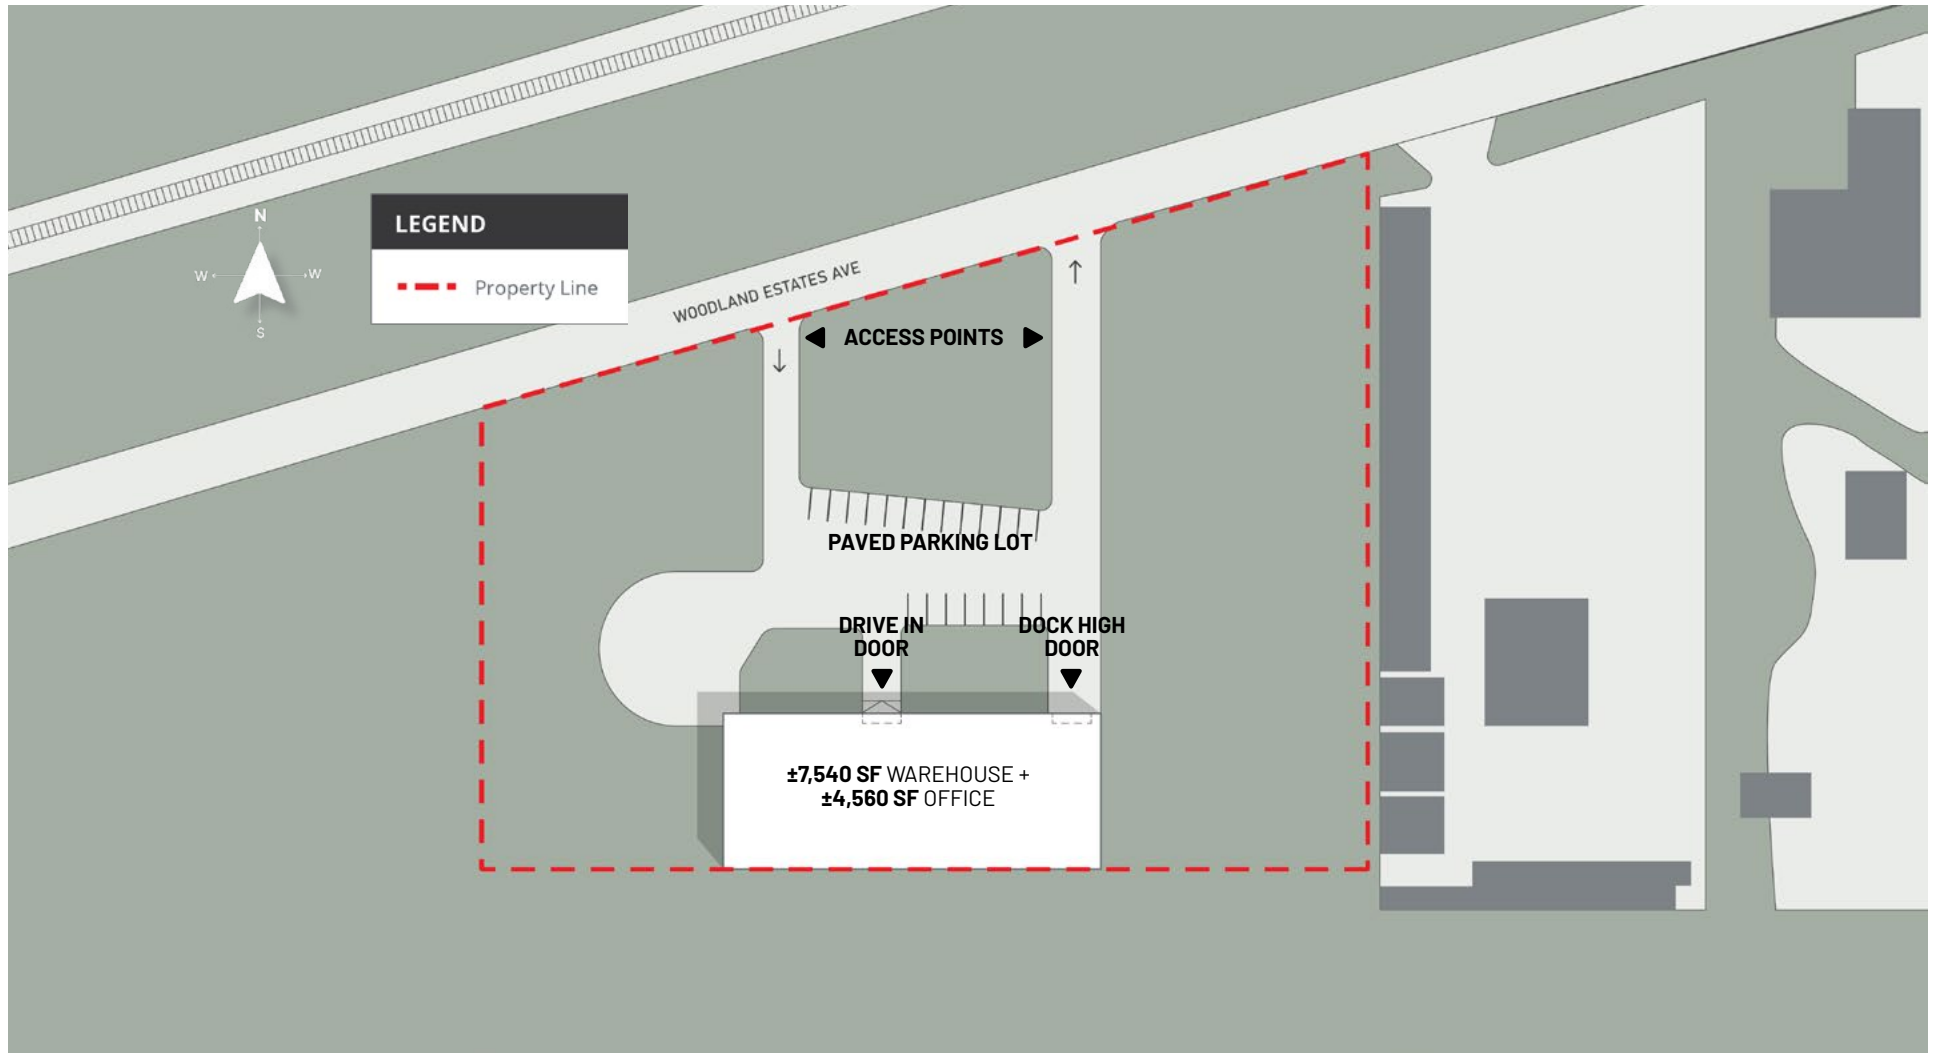 N
W
W
S
LEGEND
Property Line
WOODLAND ESTATES AVE
ACCESS POINTS
PAVED PARKING LOT
DRIVE IN
DOOR
DOCK HIGH
DOOR
±7,540 SF WAREHOUSE +
±4,560 SF OFFICE